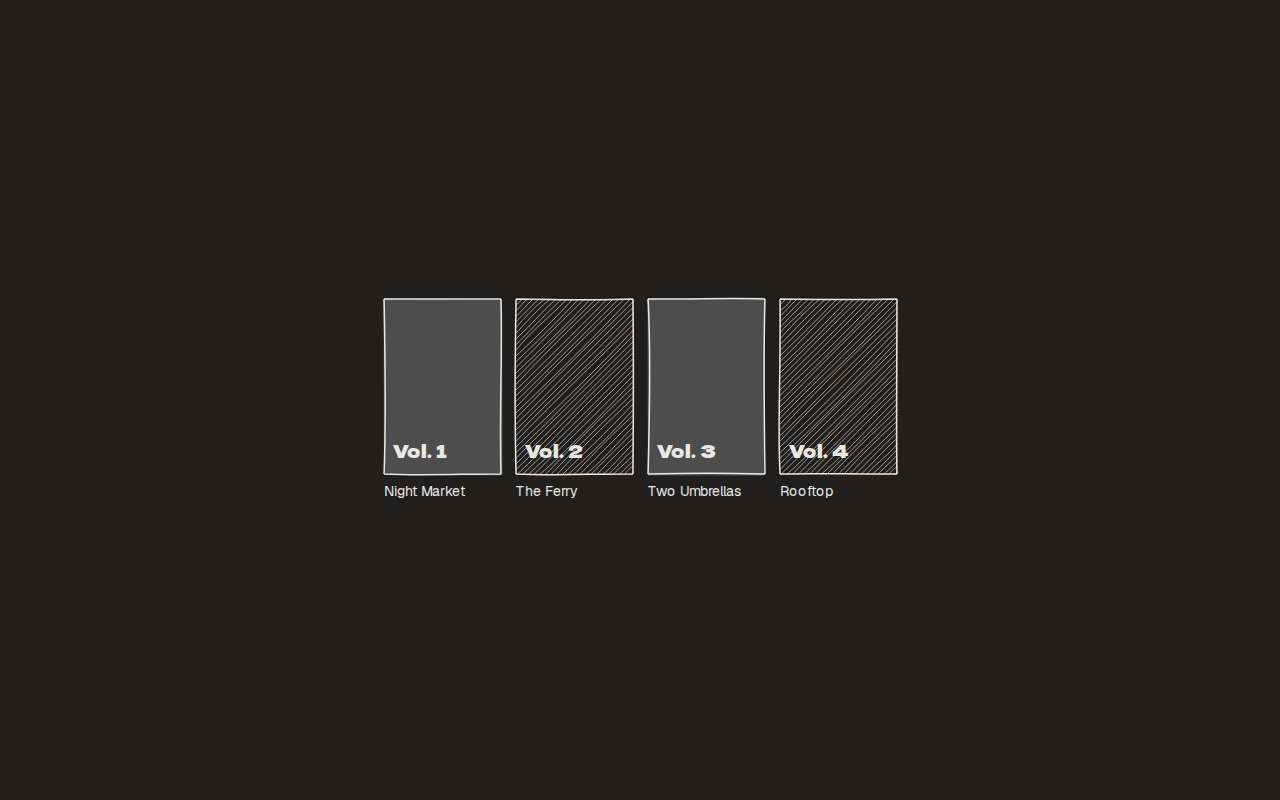 Vol. 1
Vol. 2
Vol. 3
Vol. 4
Night Market
The Ferry
Two Umbrellas
Rooftop